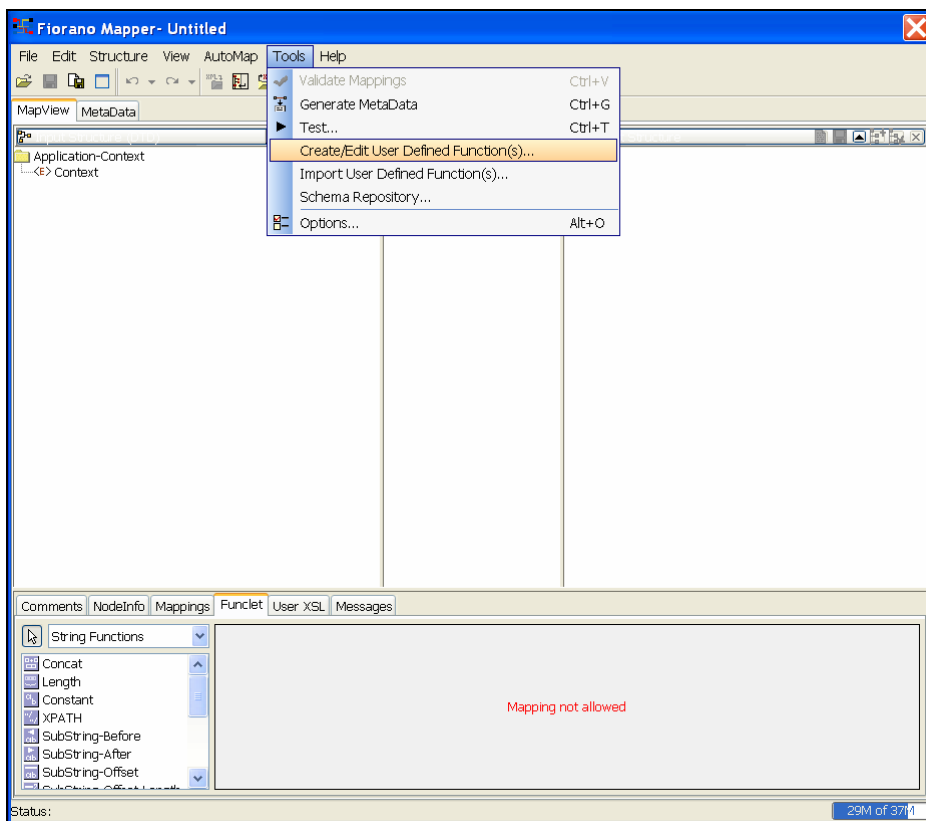 Fiorano Mapper- Untitled
File Edit Structure View AutoMap Tools Help
Validate Mappings Ctrl+V
Generate MetaData Ctrl+G
Test... Ctrl+T
Create/Edit User Defined Function(s)...
Import User Defined Function(s)...
Schema Repository...
Options... Alt+O
MapView MetaData
Application-Context
<E> Context
Comments NodeInfo Mappings Funclet User XSL Messages
String Functions
Concat
Length
Constant
XPATH
SubString-Before
SubString-After
SubString-Offset
Mapping not allowed
Status:
29M of 37M